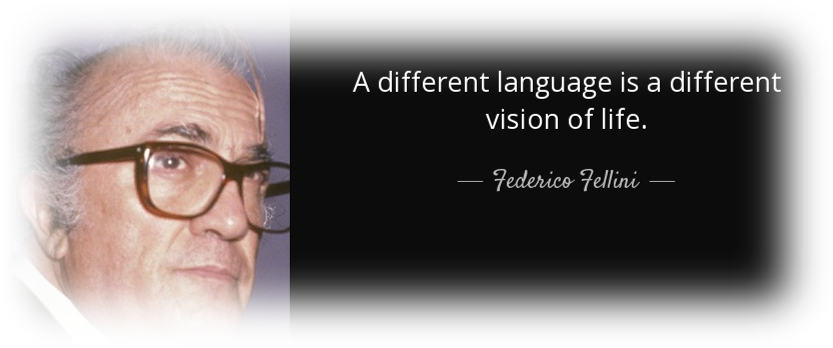 A different language is a different
vision of life.
— Federico Fellini —